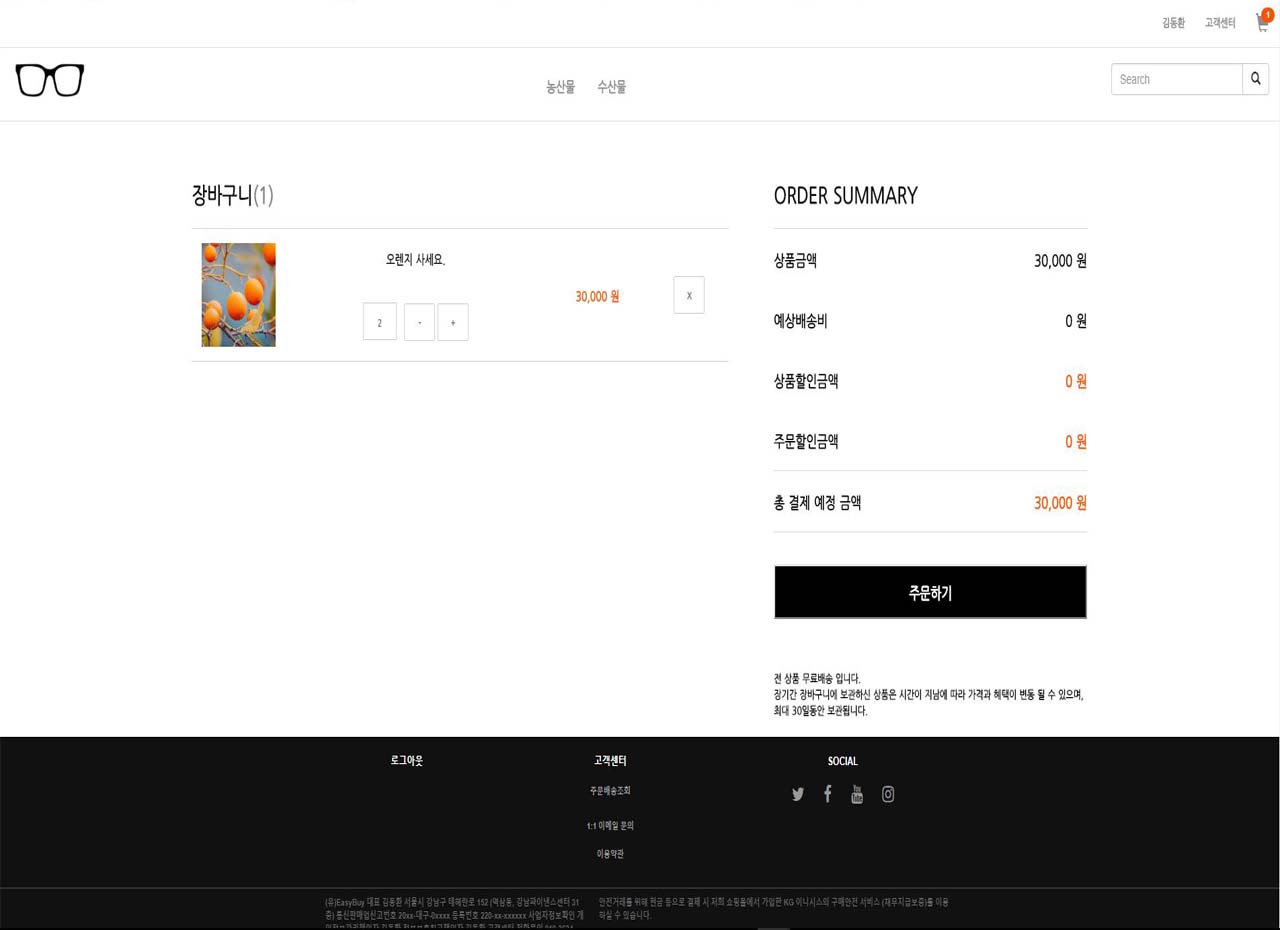 김동환 고객센터 1
농산물 수산물 Search
장바구니(1)
오렌지 사세요.
30,000 원 X
2 - +
ORDER SUMMARY
상품금액 30,000 원
예상배송비 0 원
상품할인금액 0 원
주문할인금액 0 원
총 결제 예정 금액 30,000 원
주문하기
전 상품 무료배송 입니다.
장기간 장바구니에 보관하신 상품은 시간이 지남에 따라 가격과 혜택이 변동 될 수 있으며,
최대 30일동안 보관됩니다.
로그아웃 고객센터 SOCIAL
주문배송조회
You Tube
1:1 이메일 문의
이용약관
(유)EasyBuy 대표 김동환 서울시 강남구 테헤란로 152 (역삼동, 강남파이낸스센터 31
중) 통신판매업신고번호 20xx-대구-0xxxx 등록번호 220-xx-xxxxxx 사업자정보확인 개
안전거래를 위해 현금 등으로 결제 시 저희 쇼핑몰에서 가입한 KG 이니시스의 구매안전 서비스 (채무지급보증)를 이용
하실 수 있습니다.